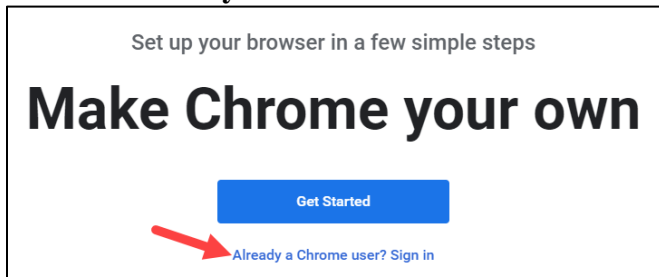 Set up your browser in a few simple steps
Make Chrome your own
Get Started
Already a Chrome user? Sign in